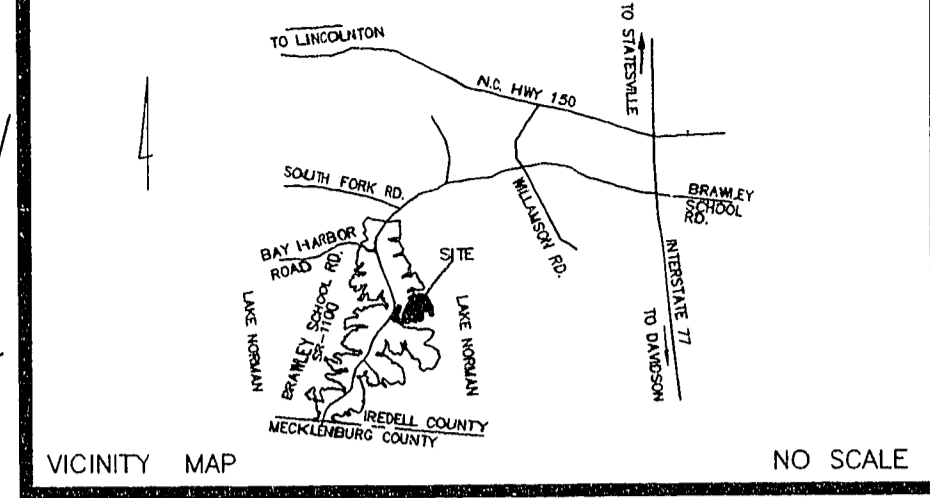 TO LINCOLNTON
TO STATESVILLE
N.C. HWY 150
SOUTH FORK RD.
WILLIAMSON RD.
BRAWLEY
SCHOOL
RD.
BAY HARBOR
ROAD
SITE
BRAWLEY SCHOOL RD.
SR-1100
LAKE NORMAN
LAKE NORMAN
INTERSTATE 77
TO DAVIDSON
IREDELL COUNTY
MECKLENBURG COUNTY
VICINITY MAP
NO SCALE